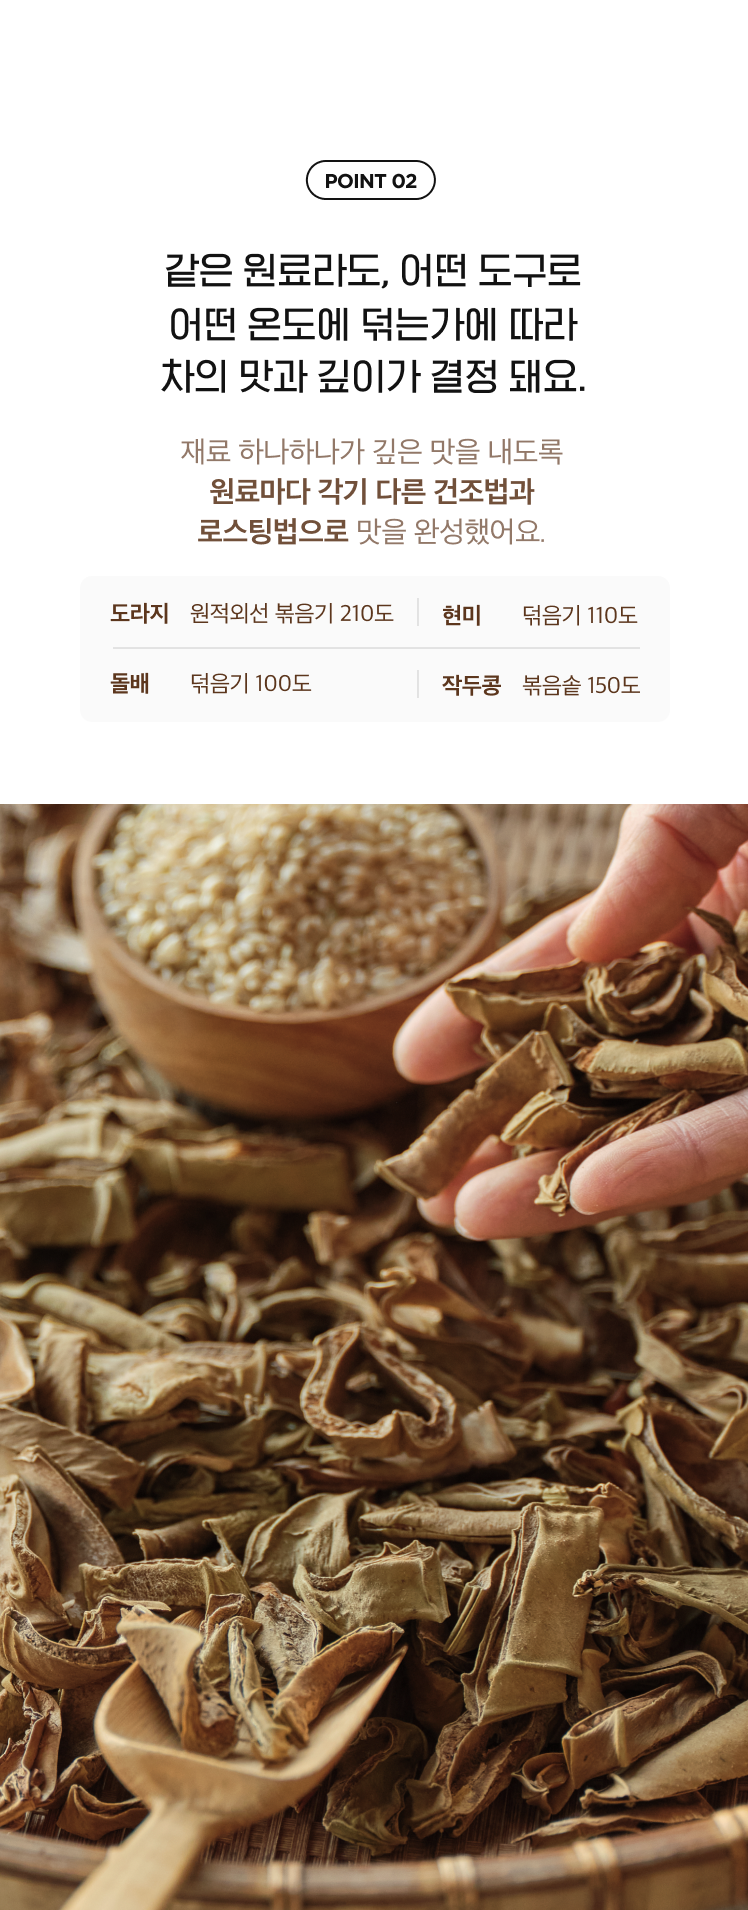 POINT 02
같은 원료라도, 어떤 도구로
어떤 온도에 덖는가에 따라
차의 맛과 깊이가 결정 돼요.
재료 하나하나가 깊은 맛을 내도록
원료마다 각기 다른 건조법과
로스팅법으로 맛을 완성했어요.
도라지 원적외선 볶음기 210도
현미 덖음기 110도
돌배 덖음기 100도
작두콩 볶음솥 150도